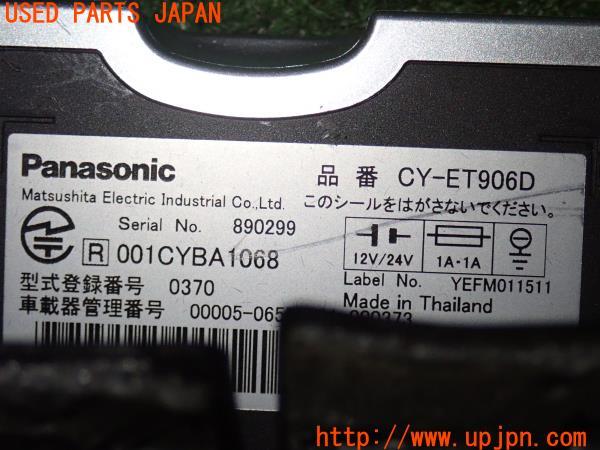 USED PARTS JAPAN
Panasonic
品番 CY-ET906D
Matsushita Electric Industrial Co.,Ltd.
このシールをはがさないでください。
Serial No. 890299
R 001CYBA1068
12V/24V
1A・1A
型式登録番号 0370
Label No. YEFM011511
車載器管理番号 00005-065
Made in Thailand
http://www.upjpn.com